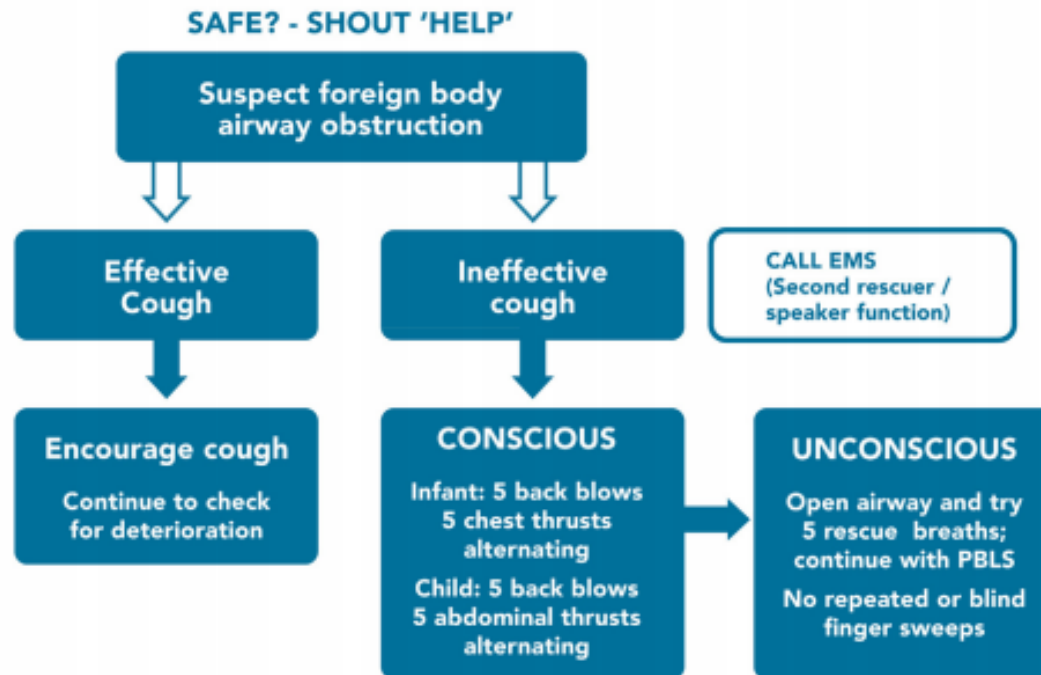 SAFE? - SHOUT ‘HELP’
Suspect foreign body
airway obstruction
Effective
Cough
Ineffective
cough
CALL EMS
(Second rescuer /
speaker function)
Encourage cough
Continue to check
for deterioration
CONSCIOUS
Infant: 5 back blows
5 chest thrusts
alternating
Child: 5 back blows
5 abdominal thrusts
alternating
UNCONSCIOUS
Open airway and try
5 rescue breaths;
continue with PBLS
No repeated or blind
finger sweeps